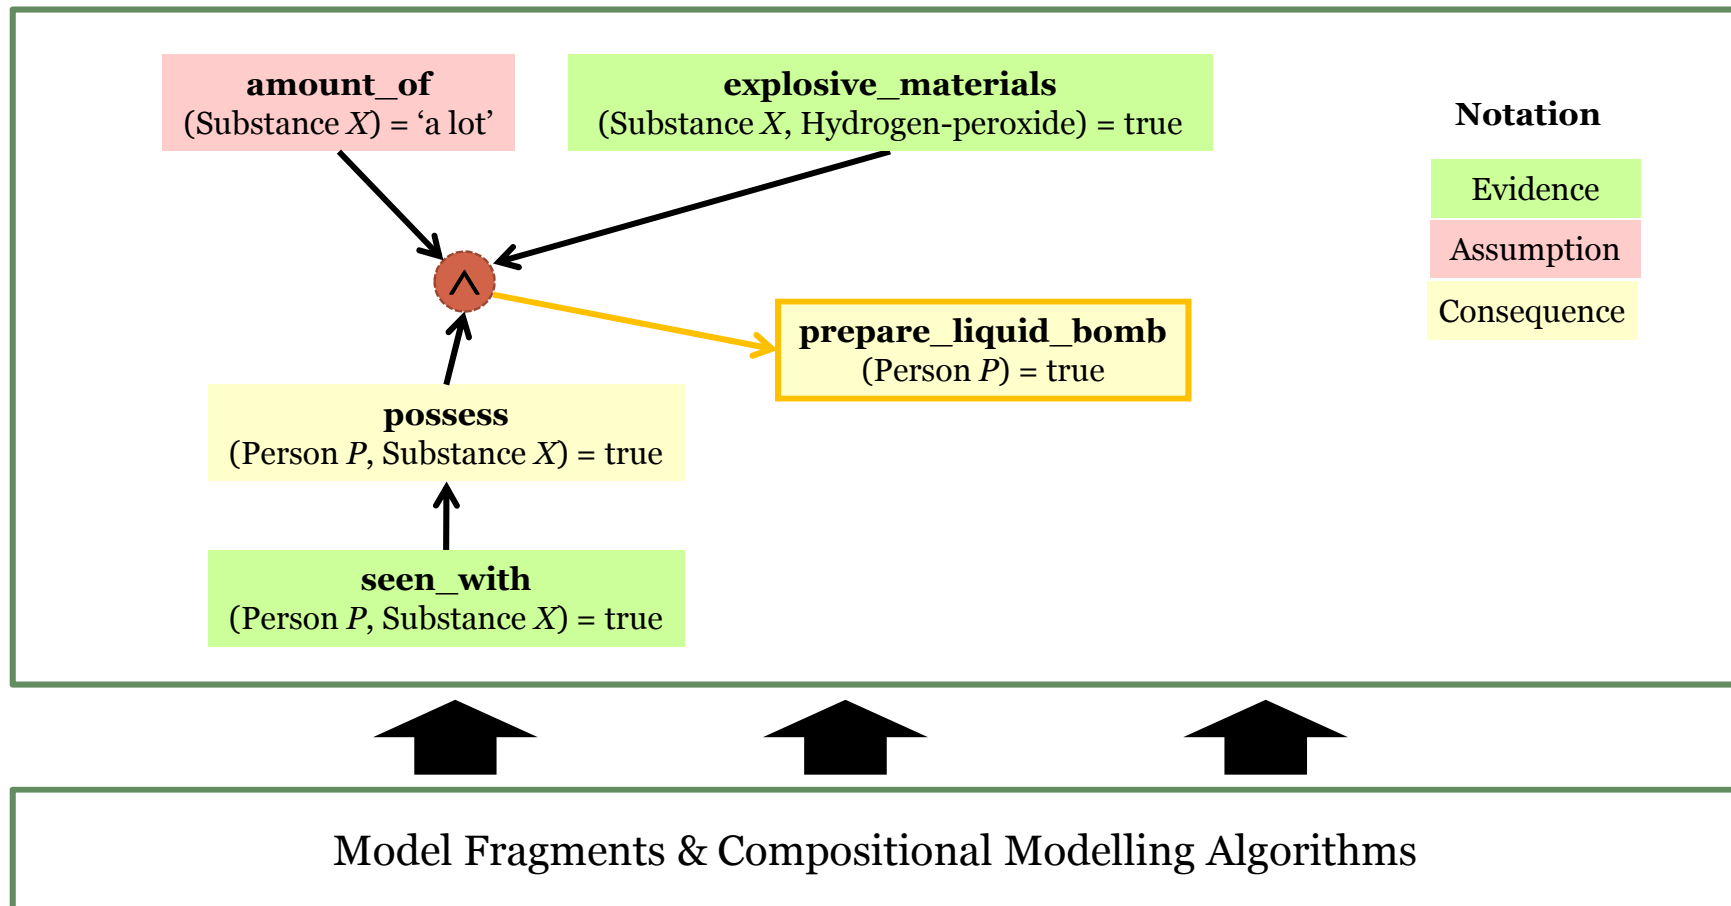 amount_of
(Substance X) = ‘a lot’
explosive_materials
(Substance X, Hydrogen-peroxide) = true
Notation
Evidence
Assumption
Consequence
∧
prepare_liquid_bomb
(Person P) = true
possess
(Person P, Substance X) = true
seen_with
(Person P, Substance X) = true
Model Fragments & Compositional Modelling Algorithms